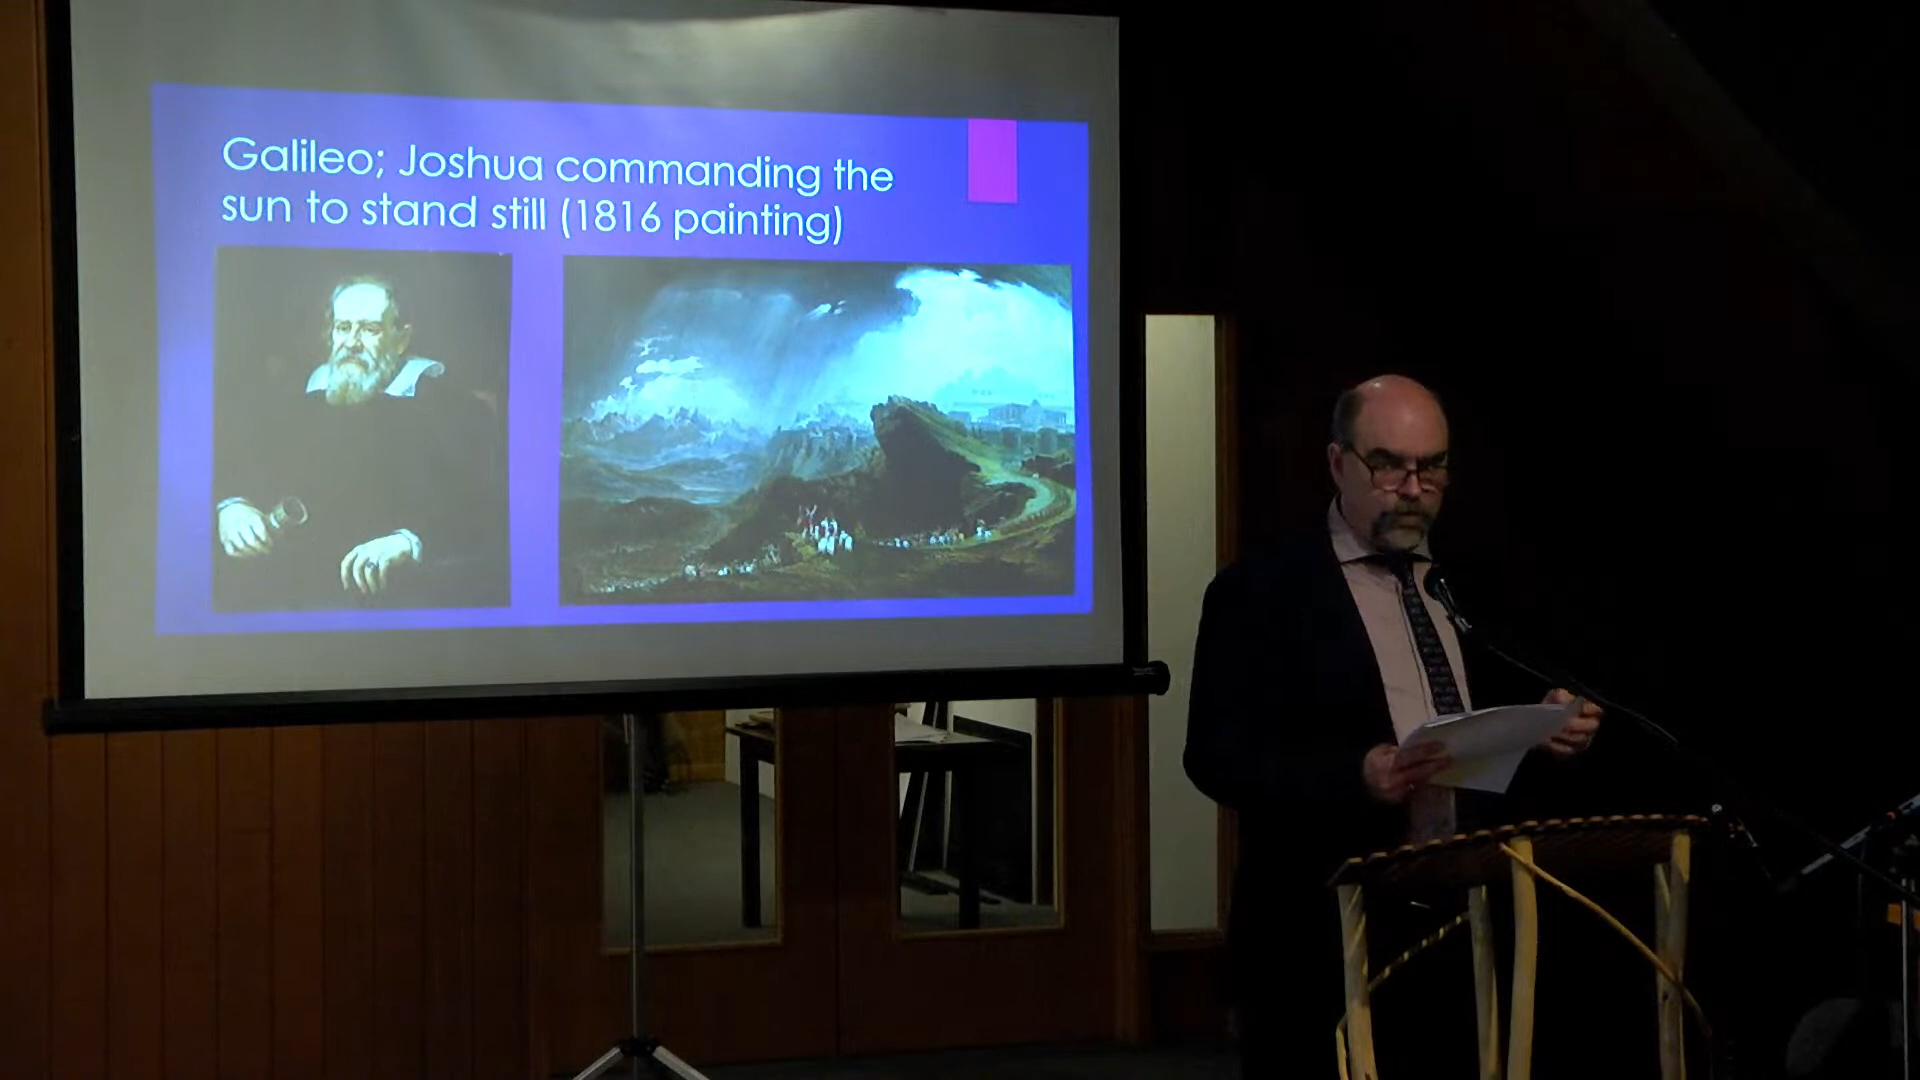 Galileo; Joshua commanding the
sun to stand still (1816 painting)